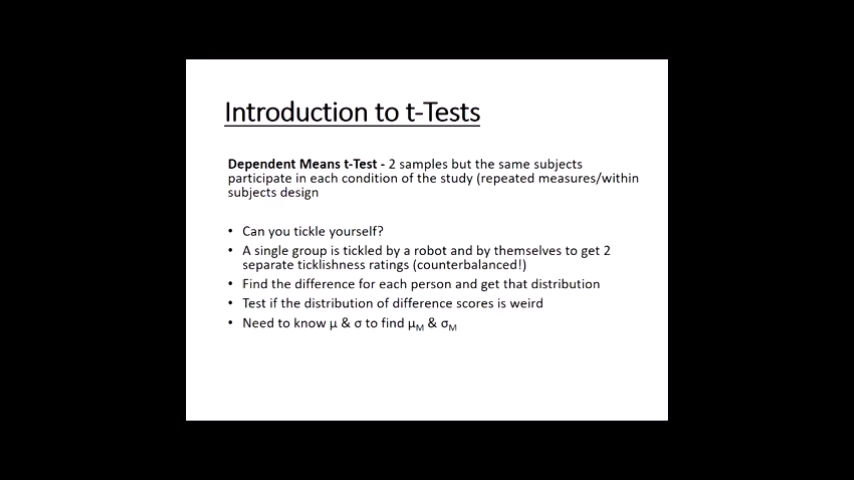 Introduction to t-Tests
Dependent Means t-Test - 2 samples but the same subjects
participate in each condition of the study (repeated measures/within
subjects design
• Can you tickle yourself?
• A single group is tickled by a robot and by themselves to get 2
separate ticklishness ratings (counterbalanced!)
• Find the difference for each person and get that distribution
• Test if the distribution of difference scores is weird
• Need to know μ & σ to find μM & σM